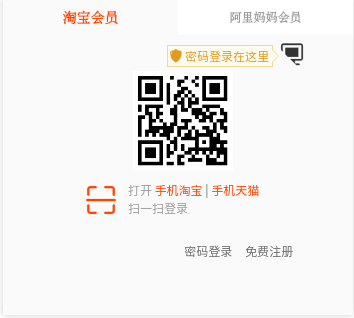 淘宝会员 阿里妈妈会员
密码登录在这里
打开 手机淘宝 | 手机天猫
扫一扫登录
密码登录 免费注册